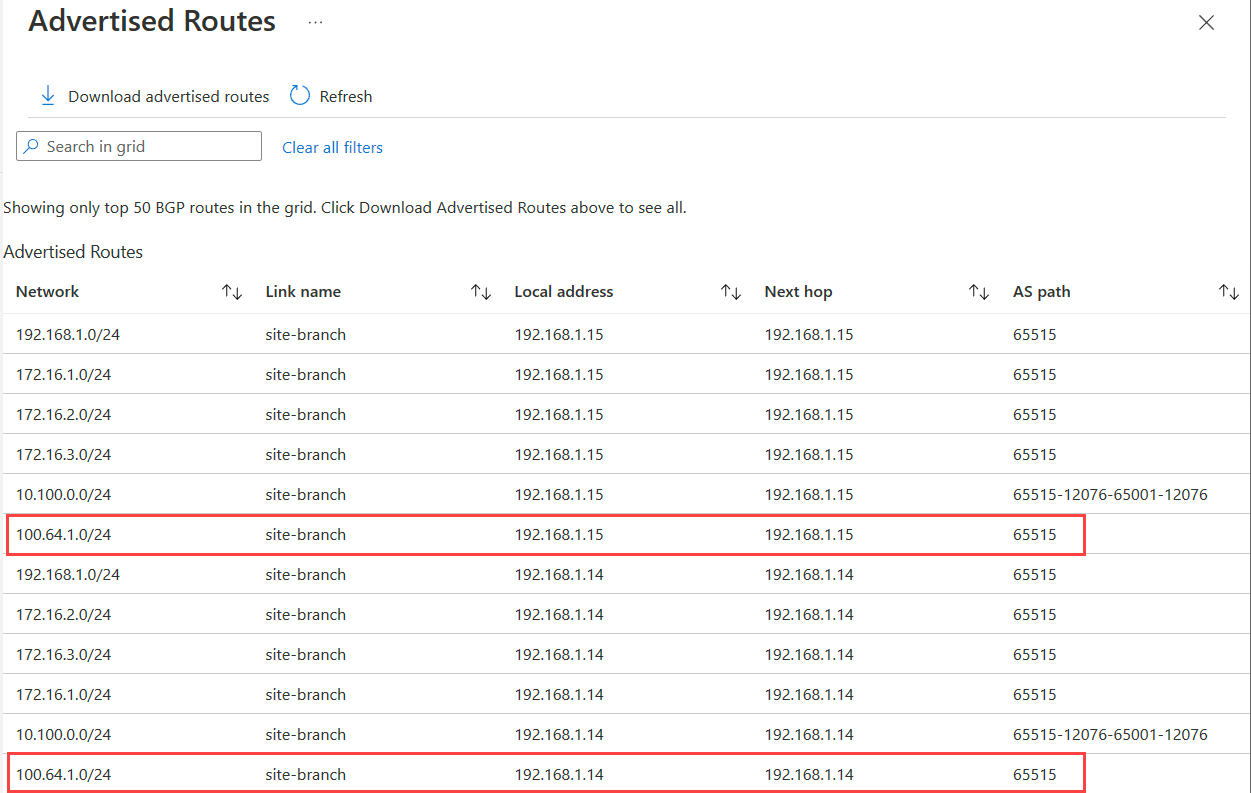 Advertised Routes ...
Download advertised routes Refresh
Search in grid Clear all filters
Showing only top 50 BGP routes in the grid. Click Download Advertised Routes above to see all.
Advertised Routes
Network Link name Local address Next hop AS path
192.168.1.0/24 site-branch 192.168.1.15 192.168.1.15 65515
172.16.1.0/24 site-branch 192.168.1.15 192.168.1.15 65515
172.16.2.0/24 site-branch 192.168.1.15 192.168.1.15 65515
172.16.3.0/24 site-branch 192.168.1.15 192.168.1.15 65515
10.100.0.0/24 site-branch 192.168.1.15 192.168.1.15 65515-12076-65001-12076
100.64.1.0/24 site-branch 192.168.1.15 192.168.1.15 65515
192.168.1.0/24 site-branch 192.168.1.14 192.168.1.14 65515
172.16.2.0/24 site-branch 192.168.1.14 192.168.1.14 65515
172.16.3.0/24 site-branch 192.168.1.14 192.168.1.14 65515
172.16.1.0/24 site-branch 192.168.1.14 192.168.1.14 65515
10.100.0.0/24 site-branch 192.168.1.14 192.168.1.14 65515-12076-65001-12076
100.64.1.0/24 site-branch 192.168.1.14 192.168.1.14 65515